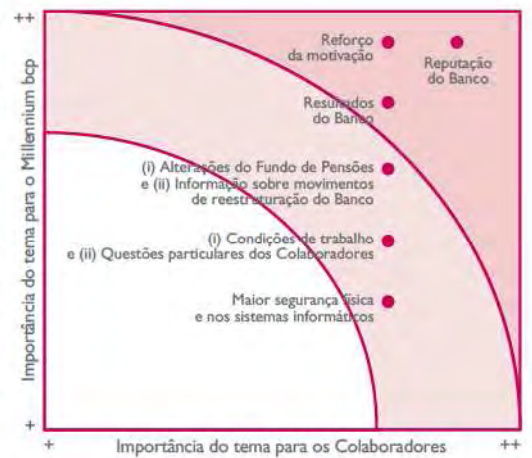 ++
Importância do tema para o Millennium bcp
Reforço
da motivação
Reputação
do Banco
Resultados
do Banco
(i) Alterações do Fundo de Pensões
e (ii) Informação sobre movimentos
de reestruturação do Banco
(i) Condições de trabalho
e (ii) Questões particulares dos Colaboradores
Maior segurança física
e nos sistemas informáticos
+
+
Importância do tema para os Colaboradores
++